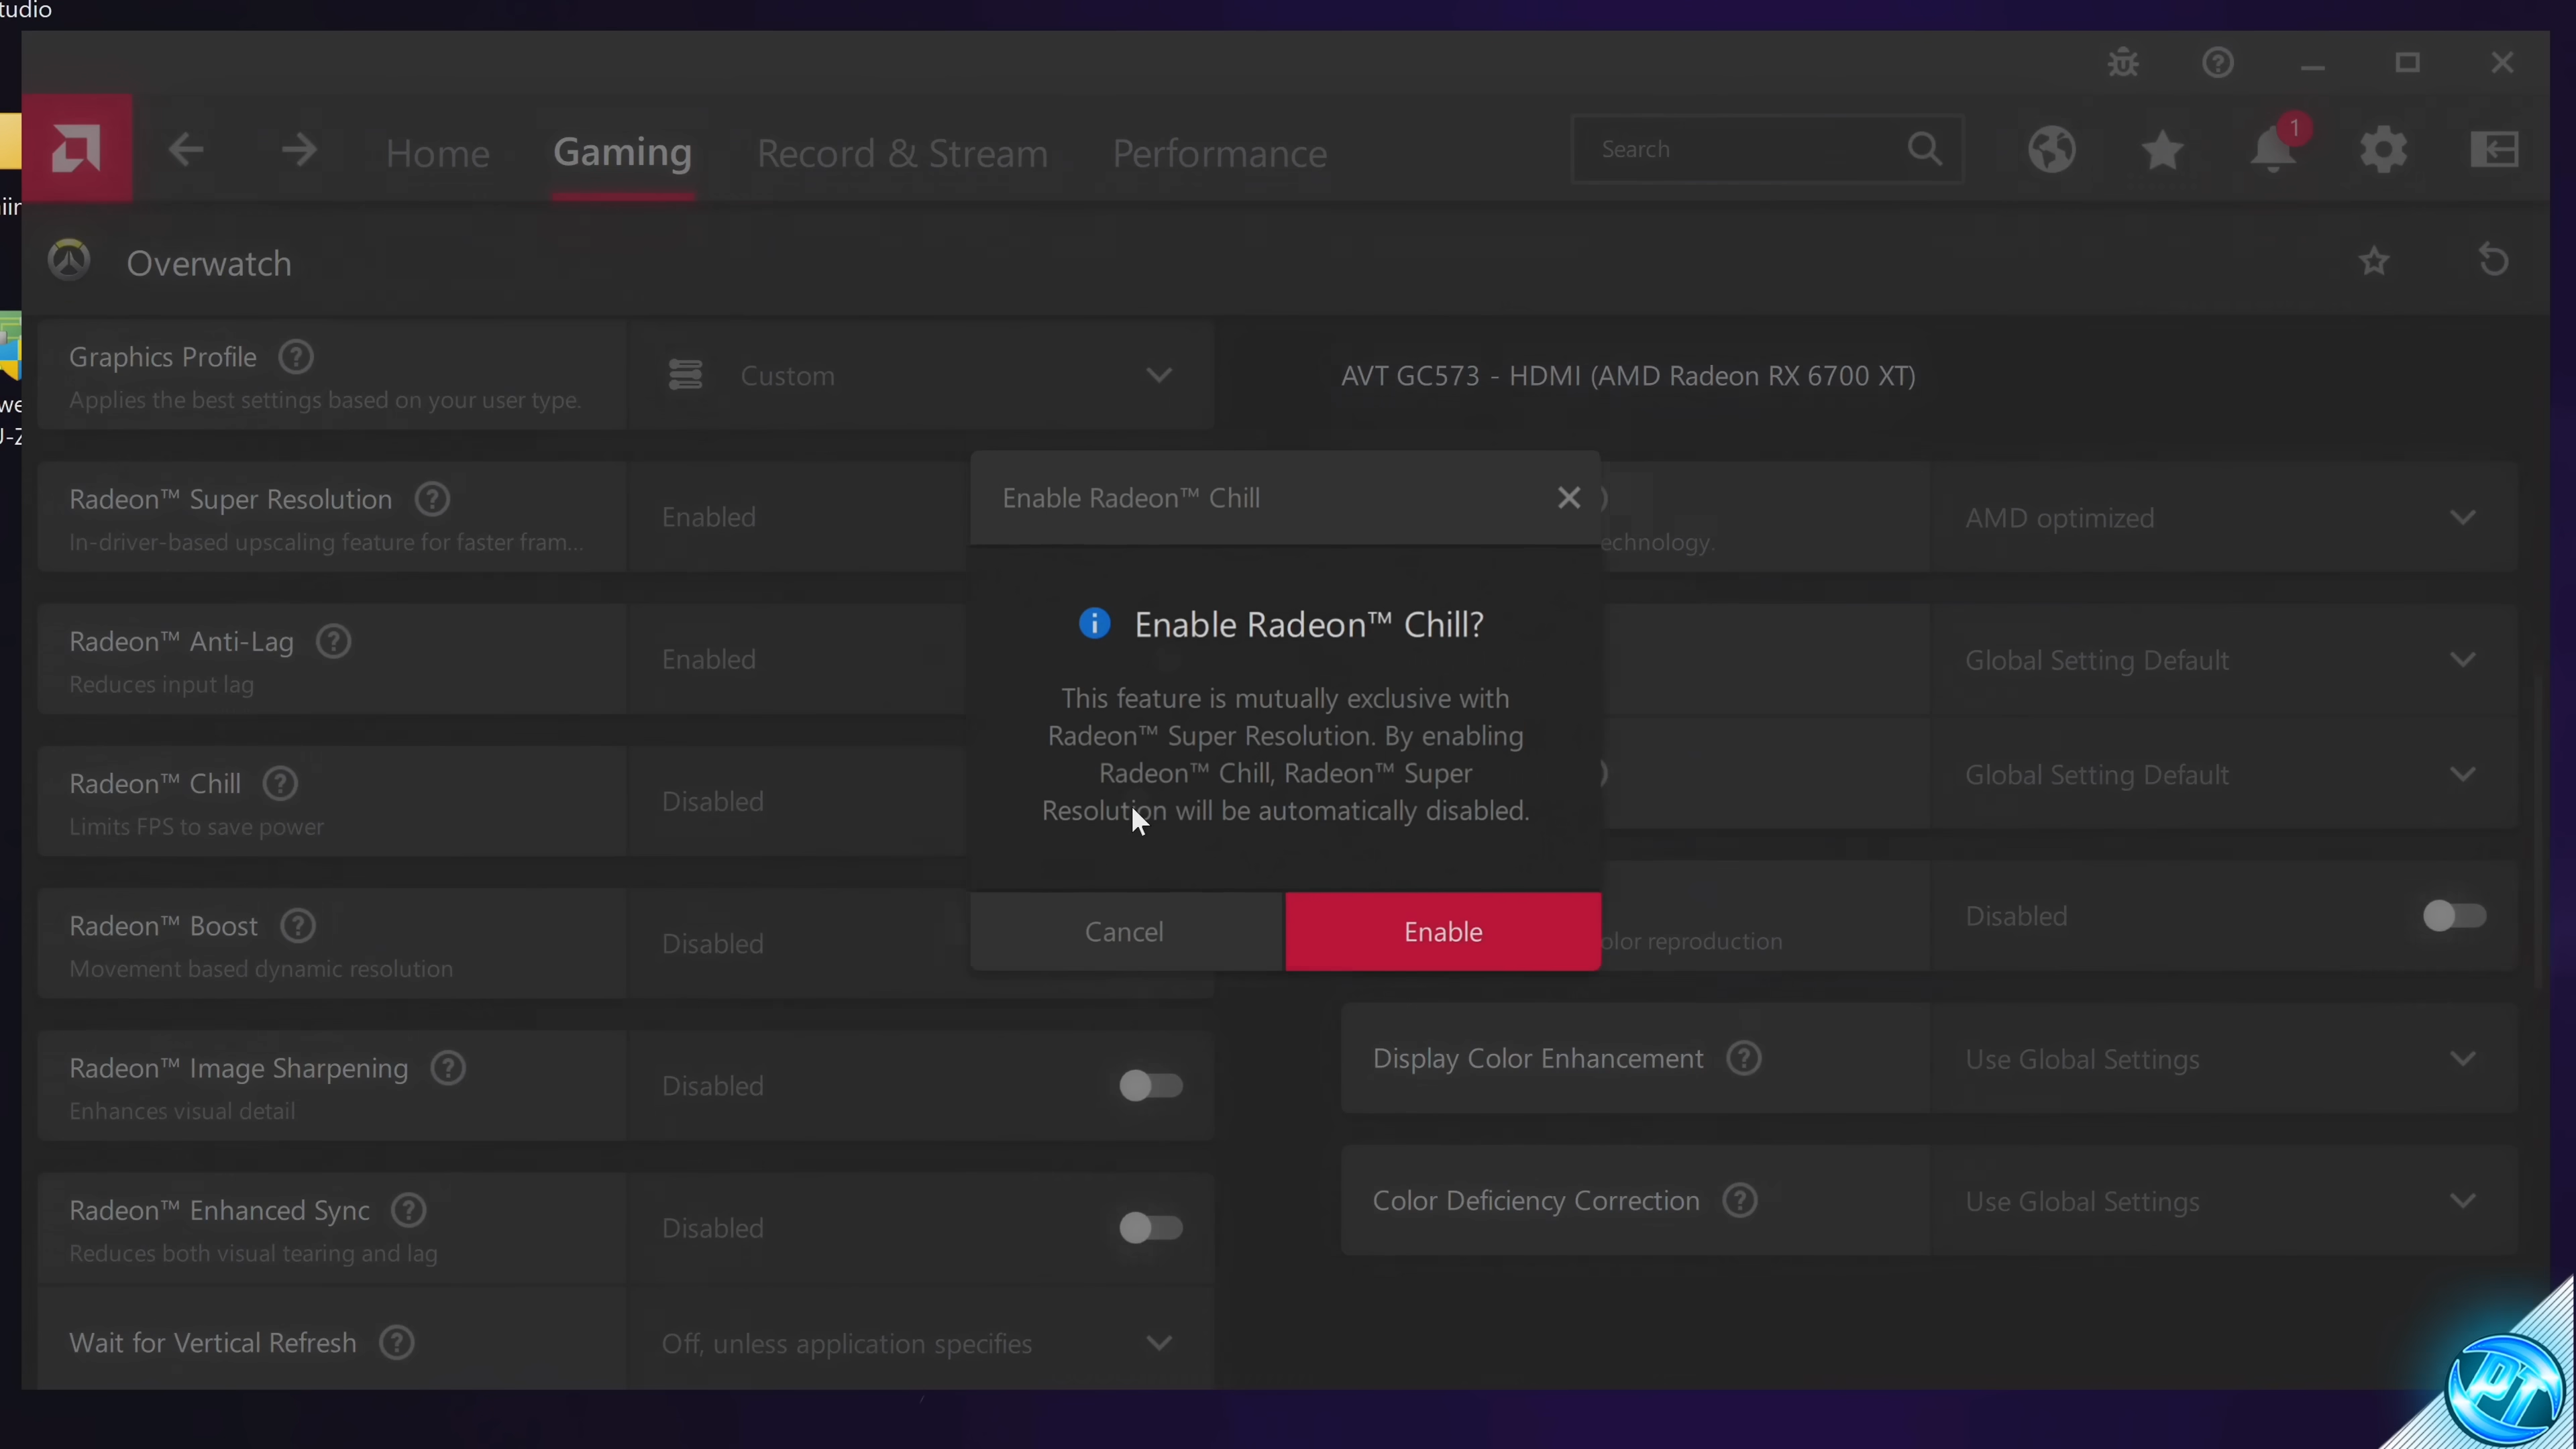 tudio
Home
Gaming
Record & Stream
Performance
Search
1
Overwatch
Graphics Profile
Applies the best settings based on your user type.
Custom
AVT GC573 - HDMI (AMD Radeon RX 6700 XT)
Radeon™ Super Resolution
In-driver-based upscaling feature for faster fram...
Enabled
Enable Radeon™ Chill
echnology.
AMD optimized
Radeon™ Anti-Lag
Reduces input lag
Enabled
Enable Radeon™ Chill?
This feature is mutually exclusive with
Radeon™ Super Resolution. By enabling
Radeon™ Chill, Radeon™ Super
Resolution will be automatically disabled.
Global Setting Default
Radeon™ Chill
Limits FPS to save power
Disabled
Global Setting Default
Radeon™ Boost
Movement based dynamic resolution
Disabled
Cancel
Enable
olor reproduction
Disabled
Radeon™ Image Sharpening
Enhances visual detail
Disabled
Display Color Enhancement
Use Global Settings
Radeon™ Enhanced Sync
Reduces both visual tearing and lag
Disabled
Color Deficiency Correction
Use Global Settings
Wait for Vertical Refresh
Off, unless application specifies
PT